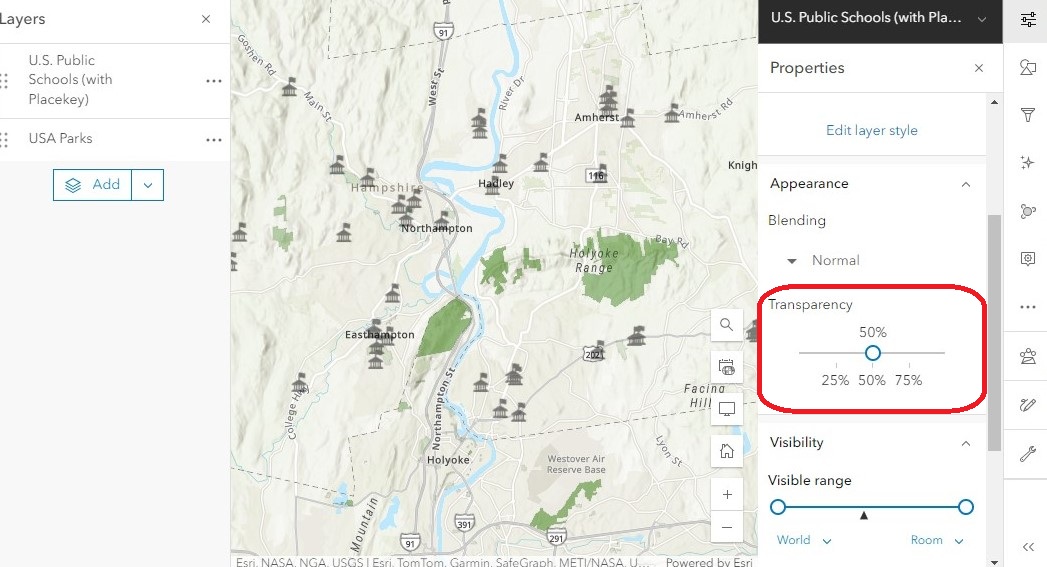 Layers
U.S. Public
Schools (with
Placekey)
USA Parks
Add
Goshen Rd
Main St
West St
91
River Dr
Amherst
Amherst Rd
116
Hampshire
Hadley
Knigh
Northampton
Bay Rd
Holyoke
Range
Easthampton
202
College Hi
Northampton St
Facing
Hill
Holyoke
Westover Air
Reserve Base
Lyon St
Mountain
391
91
291
Esri, NASA, NGA, USGS | Esri, TomTom, Garmin, SafeGraph, METI/NASA, U...
Powered by Esri
U.S. Public Schools (with Pla...
Properties
Edit layer style
Appearance
Blending
Normal
Transparency
50%
25% 50% 75%
Visibility
Visible range
World
Room